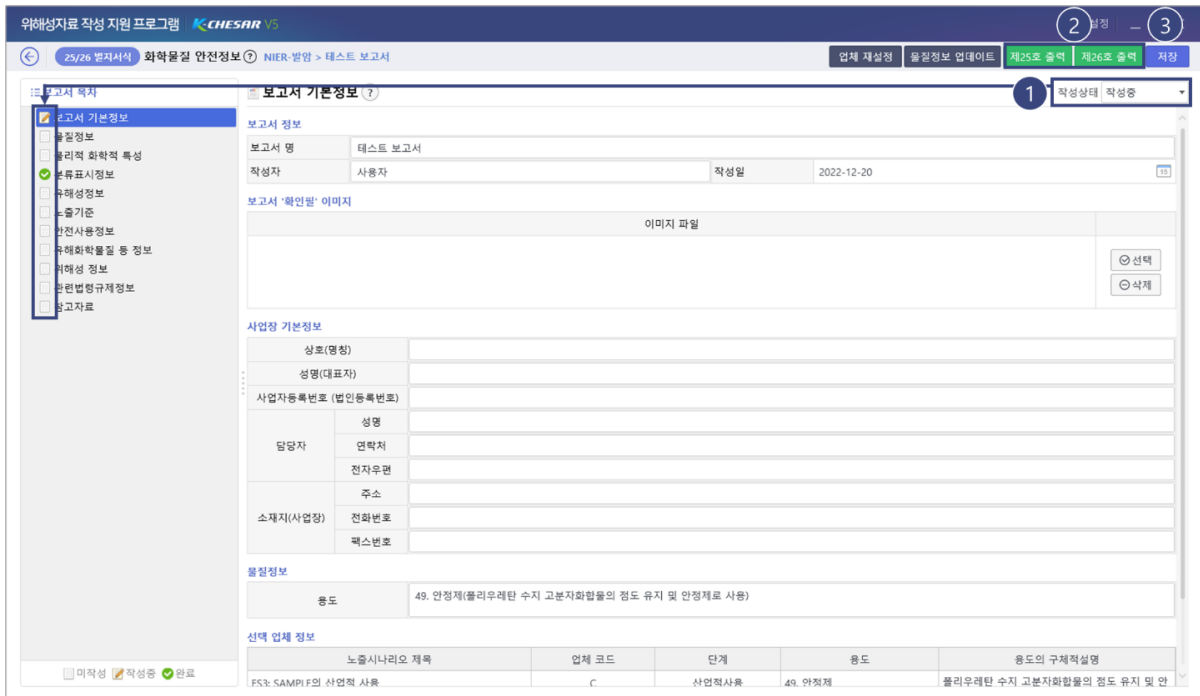 위해성자료 작성 지원 프로그램 K-CHESAR V5 설정
2 3
25/26 별지서식 화학물질 안전정보 ? NIER-발암 > 테스트 보고서 업체 재설정 물질정보 업데이트 제25호 출력 제26호 출력 저장
보고서 목차
보고서 기본정보 ? 1 작성상태 작성중
보고서 기본정보
물질정보
물리적 화학적 특성
분류표시정보
유해성정보
노출기준
안전사용정보
유해화학물질 등 정보
위해성 정보
관련법령규제정보
참고자료
미작성 작성중 완료
보고서 정보
보고서 명 테스트 보고서
작성자 사용자 작성일 2022-12-20 15
보고서 '확인필' 이미지
이미지 파일
선택
삭제
사업장 기본정보
상호(명칭)
성명(대표자)
사업자등록번호 (법인등록번호)
담당자
성명
연락처
전자우편
소재지(사업장)
주소
전화번호
팩스번호
물질정보
용도 49. 안정제(폴리우레탄 수지 고분자화합물의 점도 유지 및 안정제로 사용)
선택 업체 정보
노출시나리오 제목 업체 코드 단계 용도 용도의 구체적설명
ES3: SAMPLE의 산업적 사용 C 산업적사용 49. 안정제 폴리우레탄 수지 고분자화합물의 점도 유지 및 안